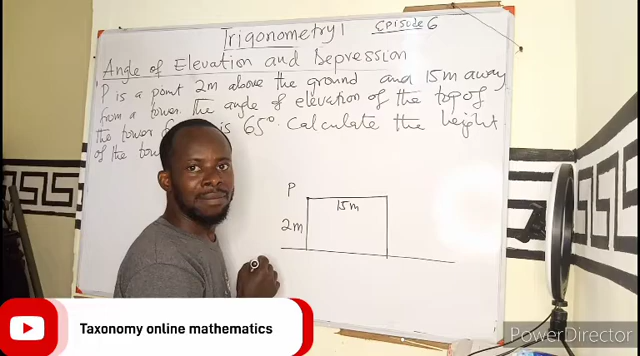 Trigonometry 1
EPISODE 6
Angle of Elevation and Depression
P is a point 2m above the ground and 15m away
from a tower. The angle of elevation of the top of
the tower is 65°. Calculate the height
of the
P
15m
2m
Taxonomy online mathematics
PowerDirector